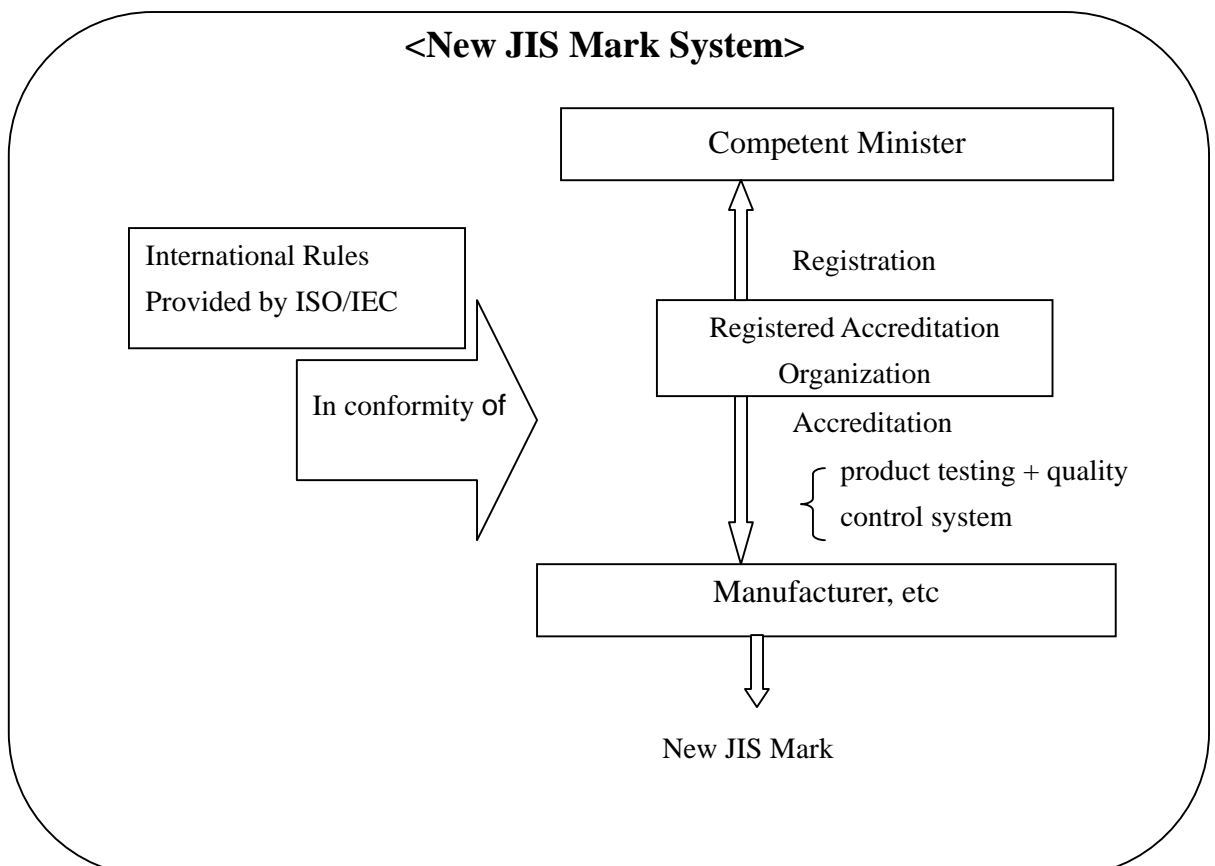 <New JIS Mark System>
Competent Minister
International Rules
Provided by ISO/IEC
Registration
Registered Accreditation
Organization
In conformity of
Accreditation
product testing + quality
control system
Manufacturer, etc
New JIS Mark